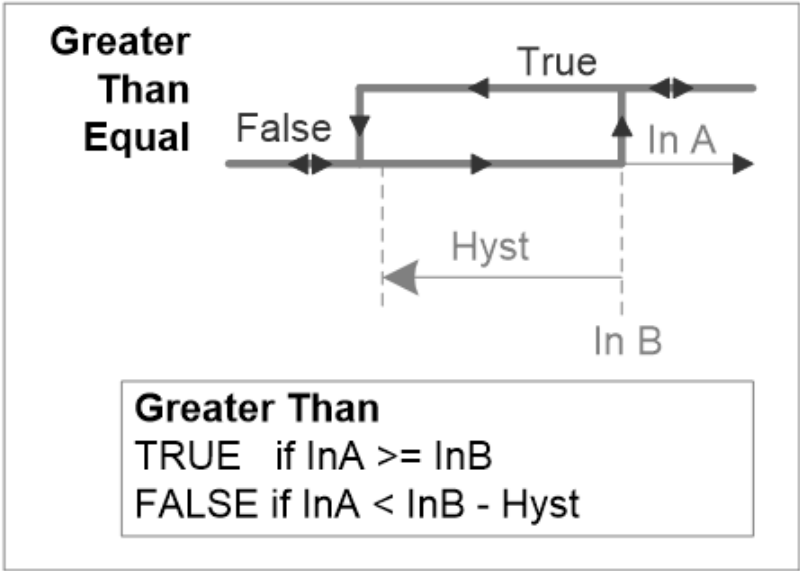 Greater
Than
Equal
True
False
In A
Hyst
In B
Greater Than
TRUE if InA >= InB
FALSE if InA < InB - Hyst